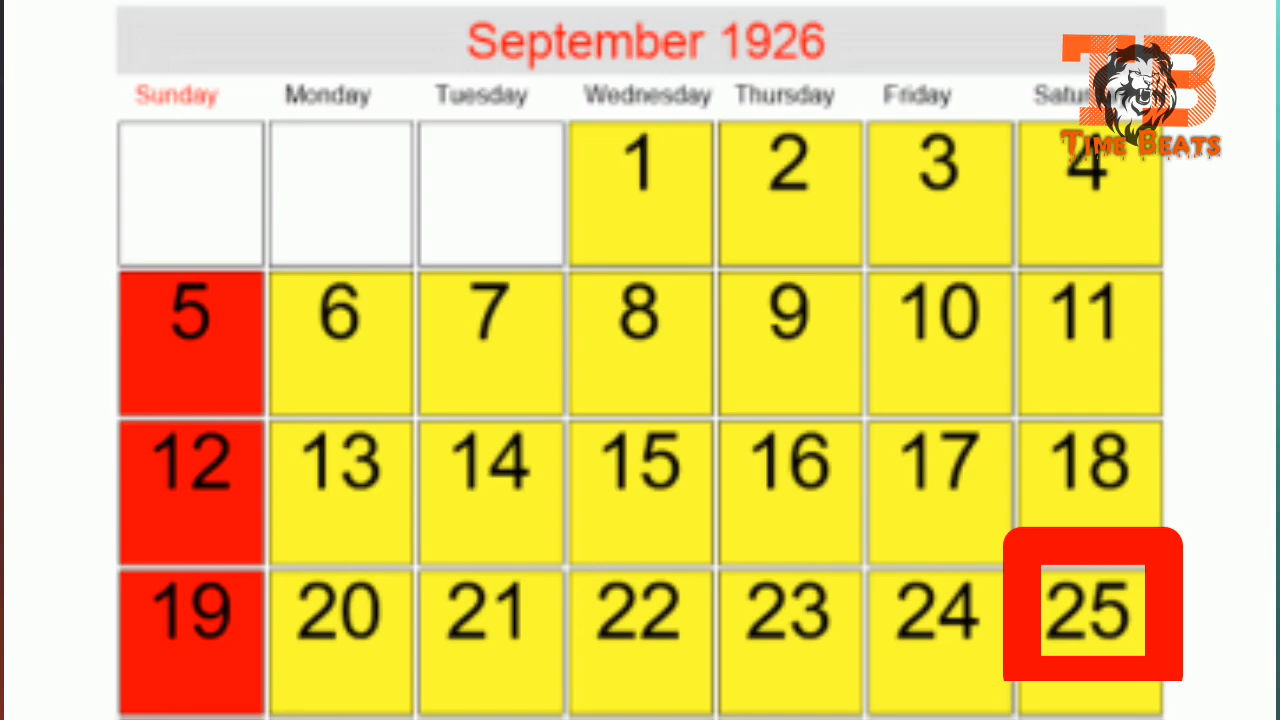 September 1926
Sunday Monday Tuesday Wednesday Thursday Friday
TB
TIME BEATS
1 2 3 4
5 6 7 8 9 10 11
12 13 14 15 16 17 18
19 20 21 22 23 24 25